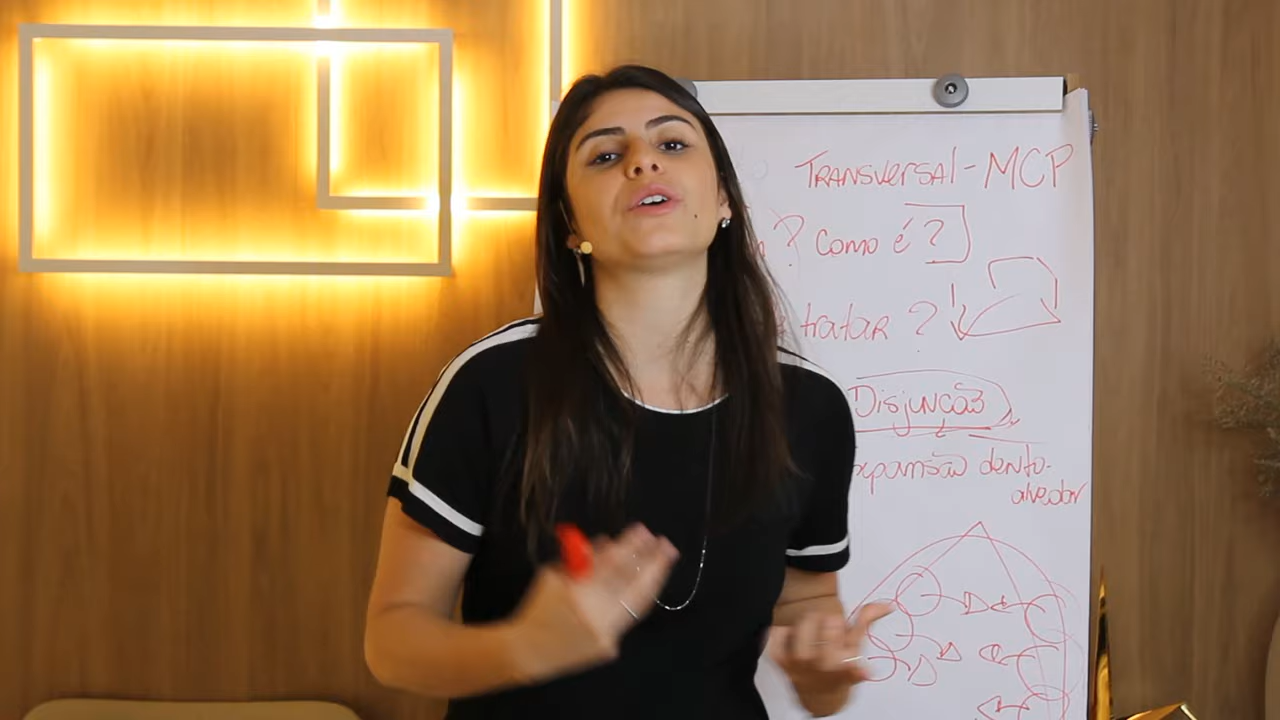 Transversal - MCP
? Como é ?
tratar ?
Disjunção
expansão dento-
alveolar